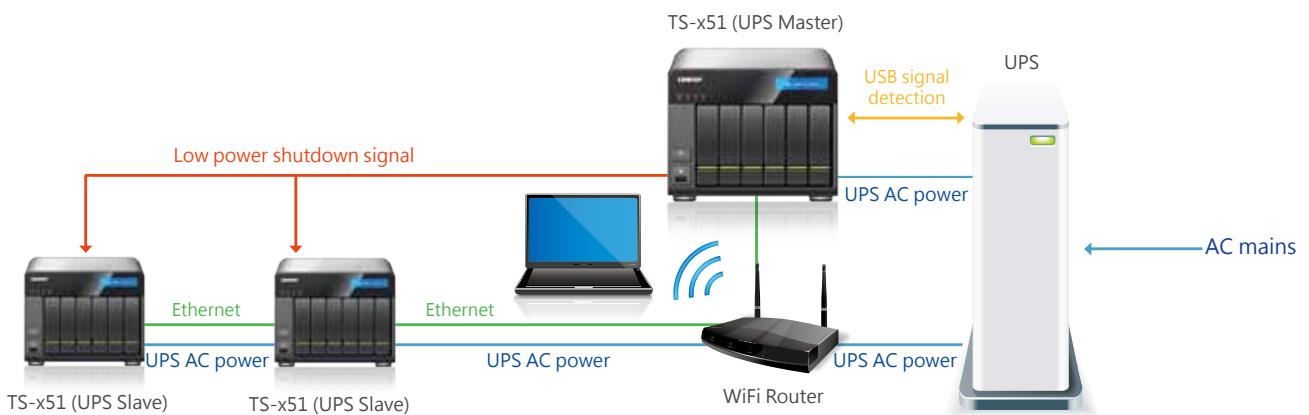 TS-x51 (UPS Master)
UPS
USB signal
detection
Low power shutdown signal
UPS AC power
AC mains
Ethernet
Ethernet
UPS AC power
UPS AC power
UPS AC power
TS-x51 (UPS Slave)
TS-x51 (UPS Slave)
WiFi Router